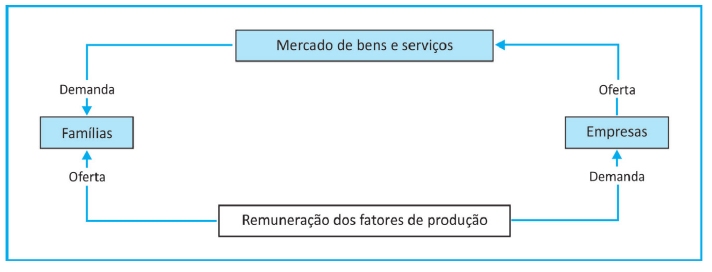 Mercado de bens e serviços
Demanda
Oferta
Famílias
Empresas
Oferta
Demanda
Remuneração dos fatores de produção